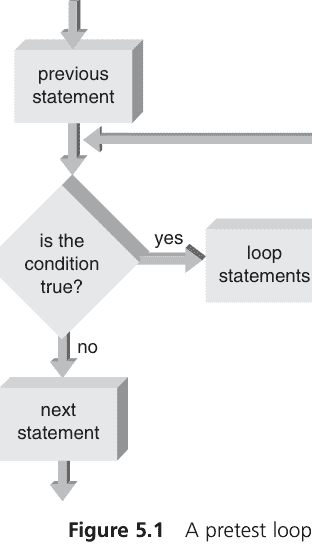 previous
statement
is the
condition
true?
yes
loop
statements
no
next
statement
Figure 5.1 A pretest loop